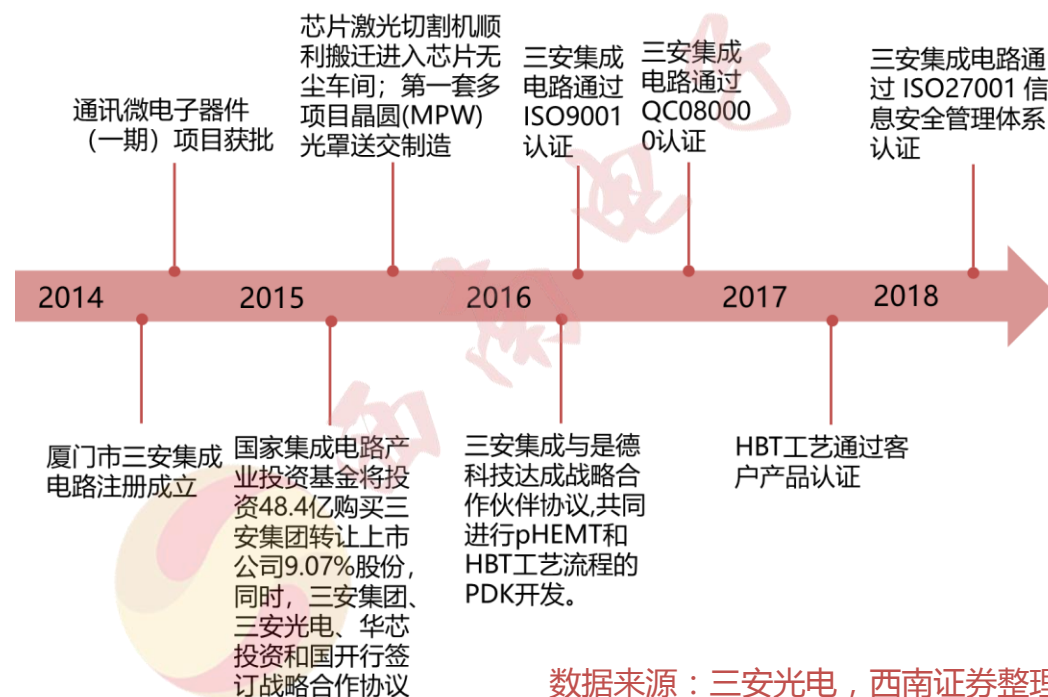 通讯微电子器件
（一期）项目获批
芯片激光切割机顺
利搬迁进入芯片无
尘车间；第一套多
项目晶圆(MPW)
光罩送交制造
三安集成
电路通过
ISO9001
认证
三安集成
电路通过
QC08000
0认证
三安集成电路通
过 ISO27001 信
息安全管理体系
认证
2014
2015
2016
2017
2018
厦门市三安集成
电路注册成立
国家集成电路产
业投资基金将投
资48.4亿购买三
安集团转让上市
公司9.07%股份，
同时，三安集团、
三安光电、华芯
投资和国开行签
订战略合作协议
三安集成与是德
科技达成战略合
作伙伴协议,共同
进行pHEMT和
HBT工艺流程的
PDK开发。
HBT工艺通过客
户产品认证
数据来源：三安光电，西南证券整理